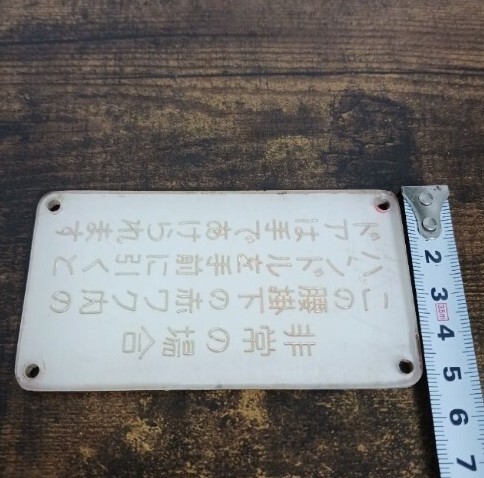 非常の場合
この腰掛下の赤ワク内の
ハンドルを手前に引くと
ドアは手であけられます
2
3
3.5m
4
5
6
7